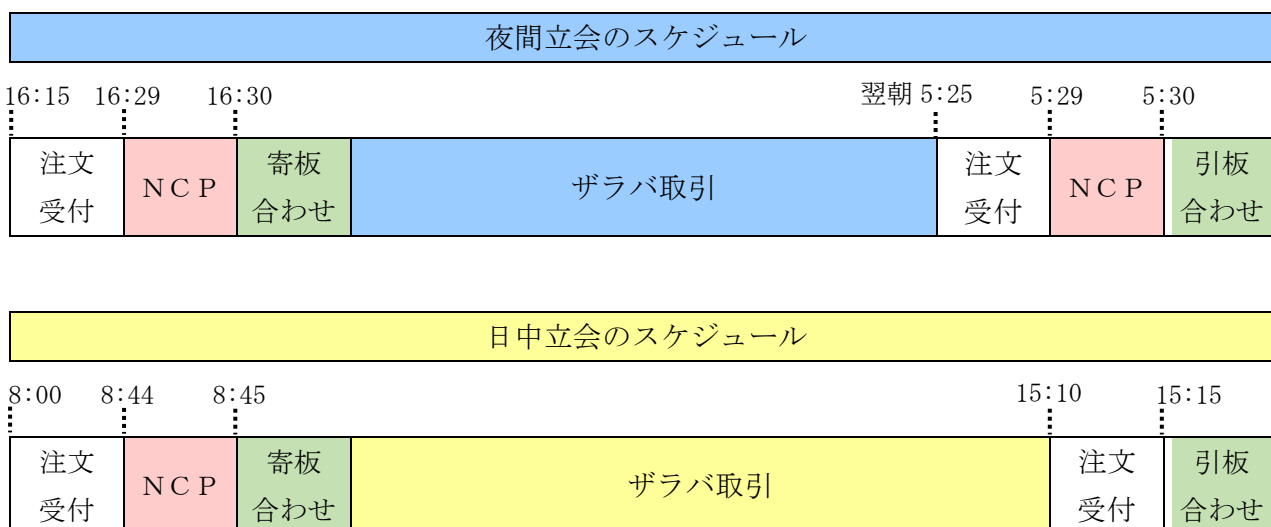 夜間立会のスケジュール
16:15 16:29 16:30 翌朝 5:25 5:29 5:30
注文 寄板 注文 引板
NCP ザラバ取引 NCP
受付 合わせ 受付 合わせ
日中立会のスケジュール
8:00 8:44 8:45 15:10 15:15
注文 寄板 注文 引板
NCP ザラバ取引
受付 合わせ 受付 合わせ